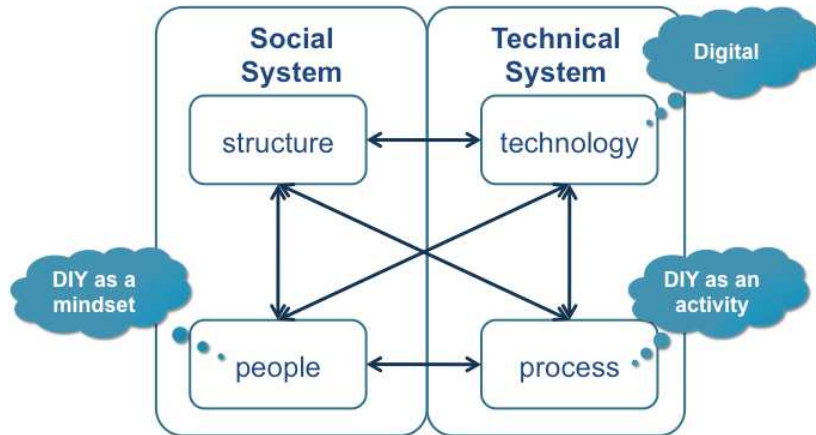 Social
System
Technical
System
Digital
structure
technology
DIY as a
mindset
DIY as an
activity
people
process